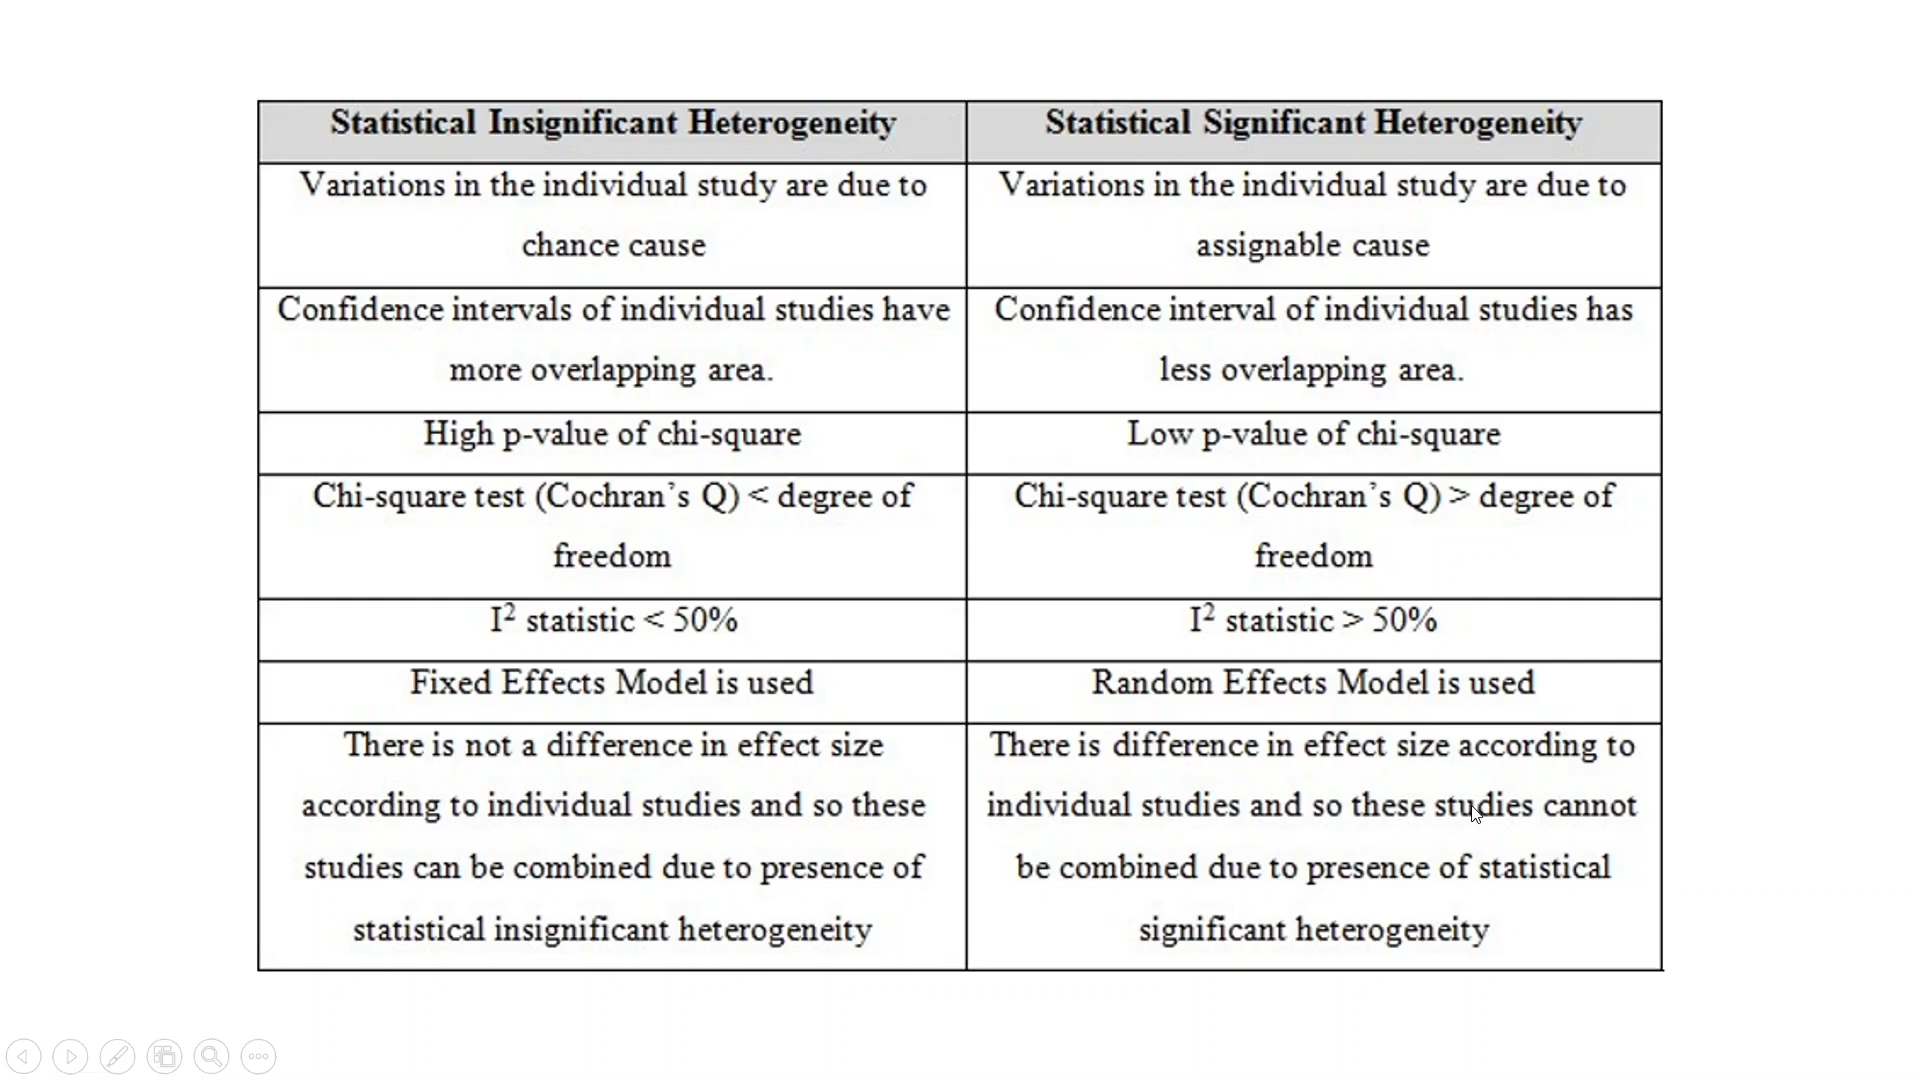 Statistical Insignificant Heterogeneity
Statistical Significant Heterogeneity
Variations in the individual study are due to
chance cause
Variations in the individual study are due to
assignable cause
Confidence intervals of individual studies have
more overlapping area.
Confidence interval of individual studies has
less overlapping area.
High p-value of chi-square
Low p-value of chi-square
Chi-square test (Cochran’s Q) < degree of
freedom
Chi-square test (Cochran’s Q) > degree of
freedom
I² statistic < 50%
I² statistic > 50%
Fixed Effects Model is used
Random Effects Model is used
There is not a difference in effect size
according to individual studies and so these
studies can be combined due to presence of
statistical insignificant heterogeneity
There is difference in effect size according to
individual studies and so these studies cannot
be combined due to presence of statistical
significant heterogeneity